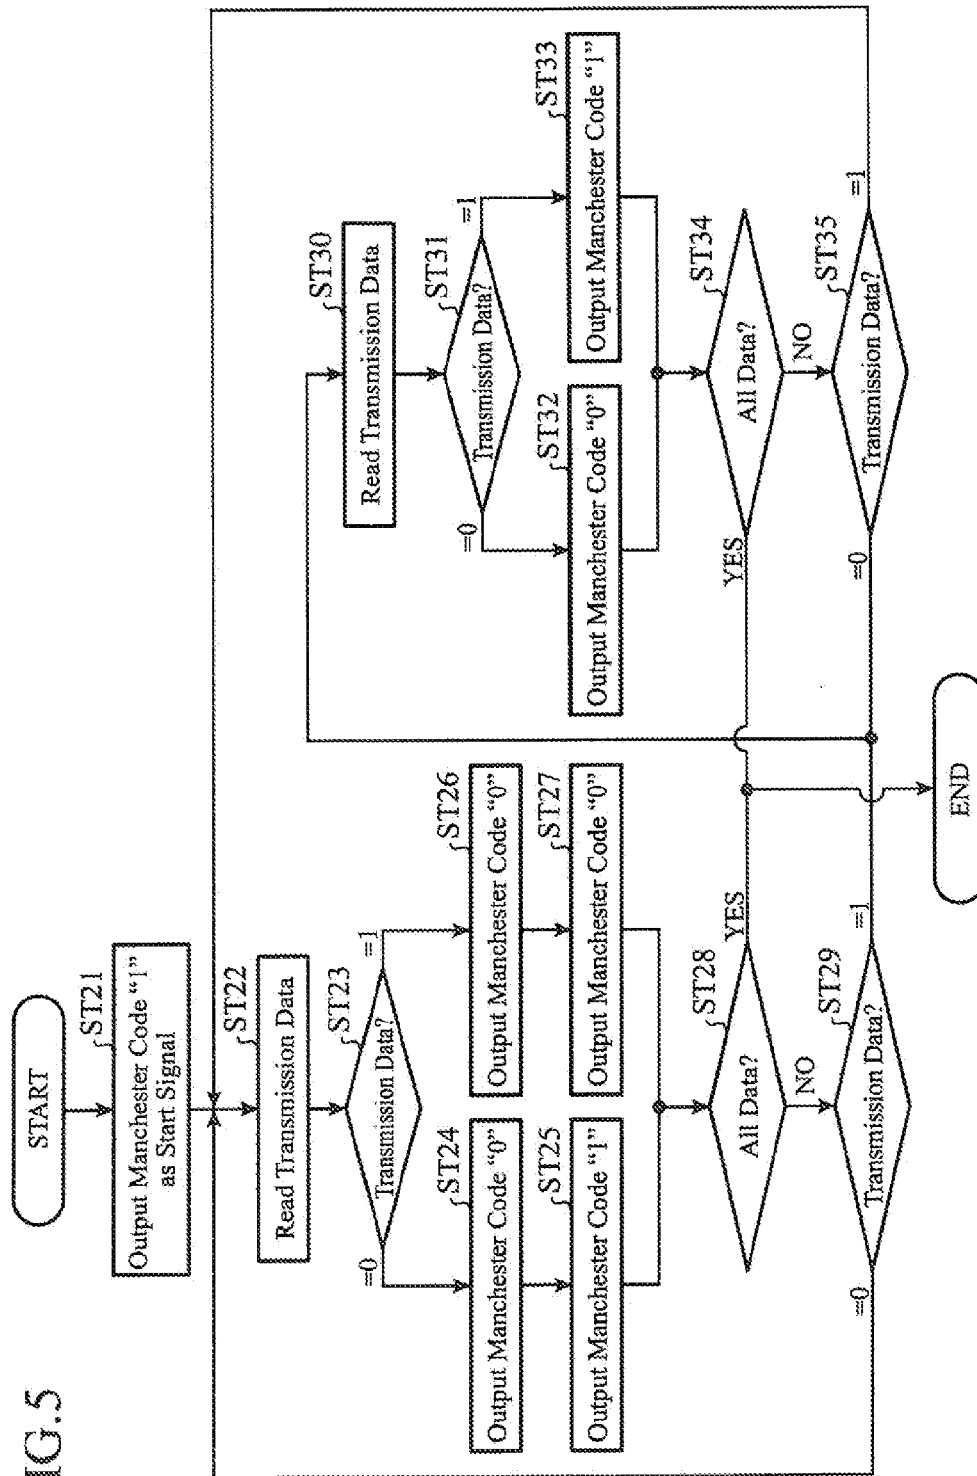 IG.5
START
ST21
Output Manchester Code “1”
as Start Signal
ST22
Read Transmission Data
ST23
Transmission Data?
=0
=1
ST24
Output Manchester Code “0”
ST25
Output Manchester Code “1”
ST26
Output Manchester Code “0”
ST27
Output Manchester Code “0”
ST28
All Data?
YES
NO
ST29
Transmission Data?
=0
=1
ST30
Read Transmission Data
ST31
Transmission Data?
=0
=1
ST32
Output Manchester Code “0”
ST33
Output Manchester Code “1”
ST34
All Data?
YES
NO
ST35
Transmission Data?
=0
=1
END